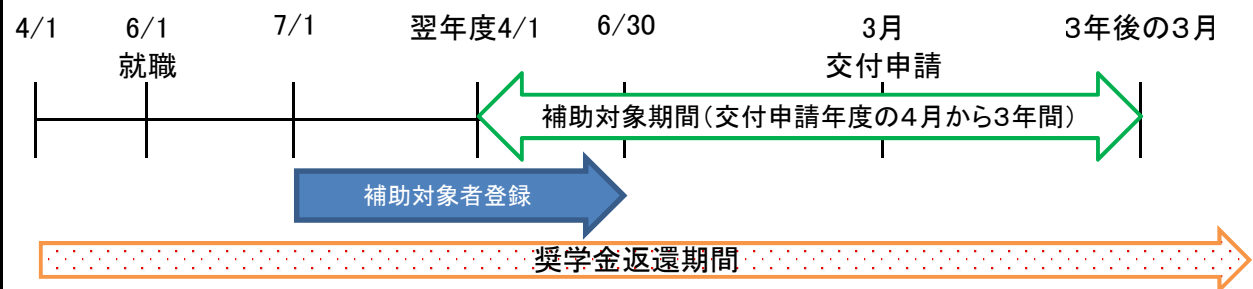 4/1 6/1 7/1 翌年度4/1 6/30 3月 3年後の3月
就職 交付申請
補助対象期間(交付申請年度の4月から3年間)
補助対象者登録
奨学金返還期間